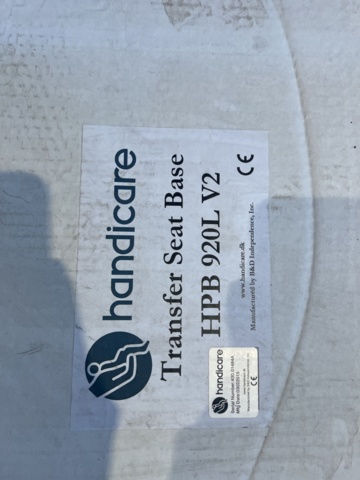 handicare
Transfer Seat Base
HPB 920L V2
www.handicare.dk
Manufactured by B&D Independence, Inc.
CE
handicare
CE